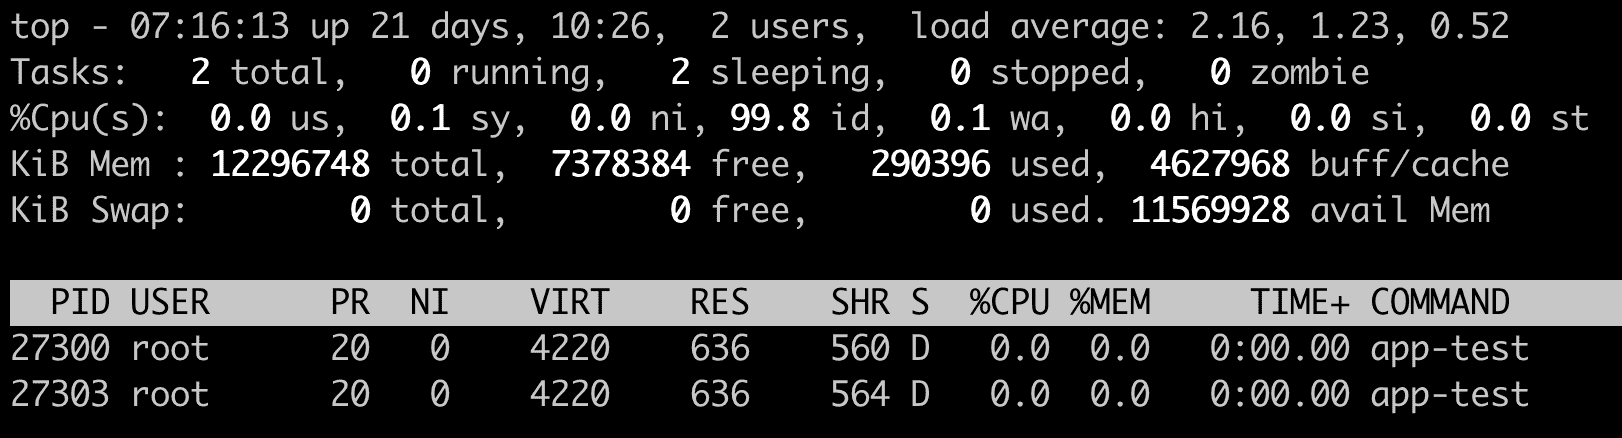 top - 07:16:13 up 21 days, 10:26,  2 users,  load average: 2.16, 1.23, 0.52
Tasks:   2 total,   0 running,   2 sleeping,   0 stopped,   0 zombie
%Cpu(s):  0.0 us,  0.1 sy,  0.0 ni, 99.8 id,  0.1 wa,  0.0 hi,  0.0 si,  0.0 st
KiB Mem : 12296748 total,  7378384 free,   290396 used,  4627968 buff/cache
KiB Swap:        0 total,        0 free,        0 used. 11569928 avail Mem
  PID USER      PR  NI    VIRT    RES    SHR S  %CPU %MEM     TIME+ COMMAND
27300 root      20   0    4220    636    560 D   0.0  0.0   0:00.00 app-test
27303 root      20   0    4220    636    564 D   0.0  0.0   0:00.00 app-test